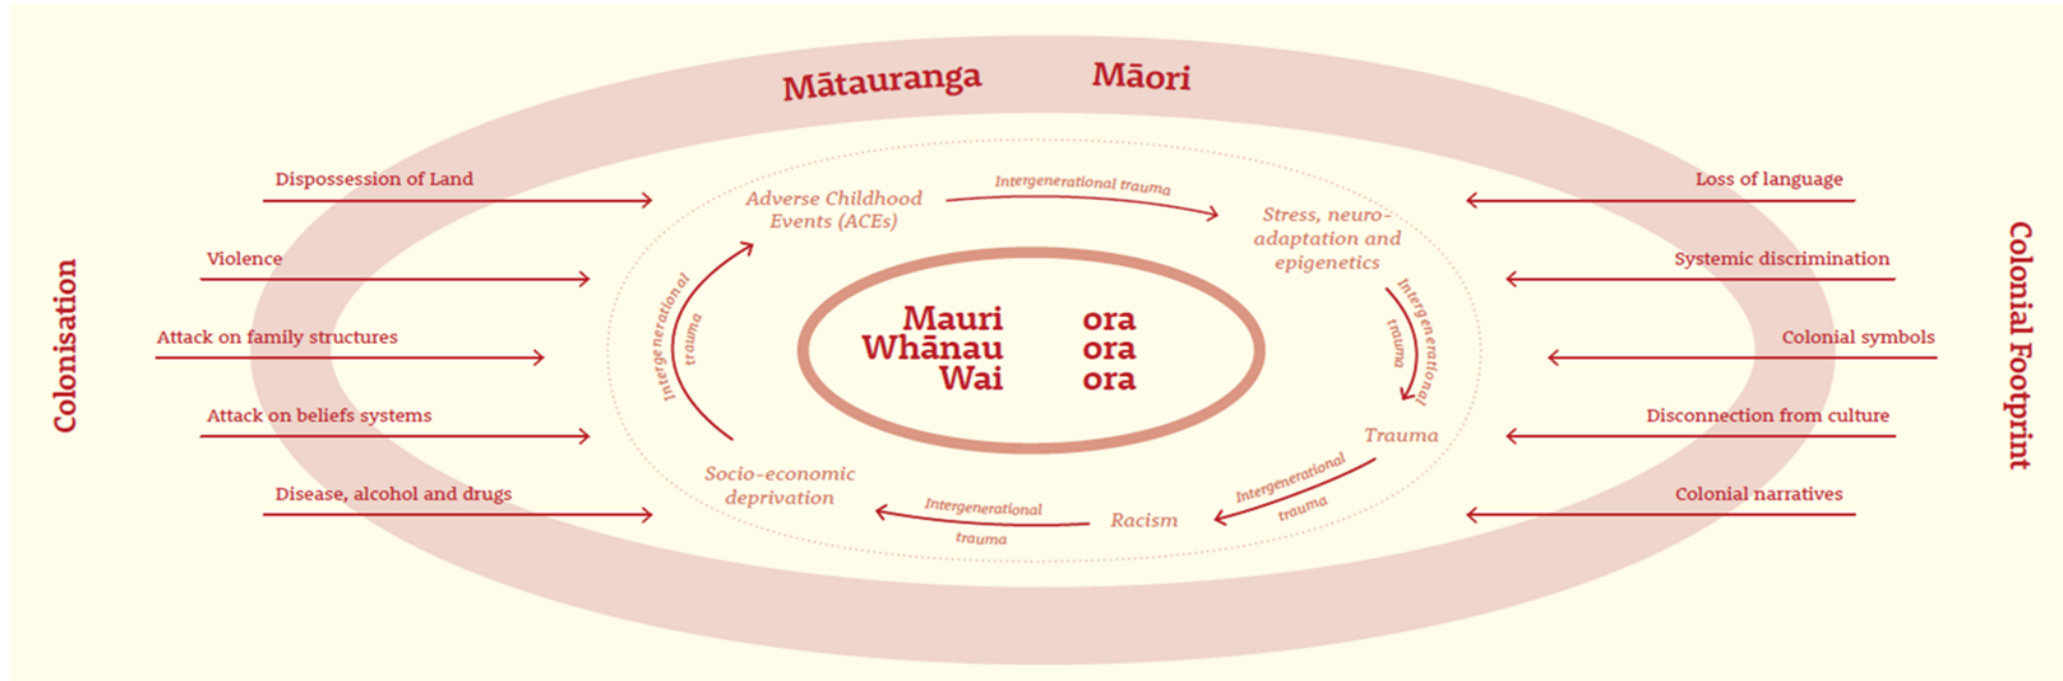 Mātauranga Māori
Colonisation
Dispossession of Land
Violence
Attack on family structures
Attack on beliefs systems
Disease, alcohol and drugs
Adverse Childhood
Events (ACEs)
Intergenerational trauma
Stress, neuro-
adaptation and
epigenetics
Intergenerational
trauma
Trauma
Intergenerational
trauma
Racism
Intergenerational
trauma
Socio-economic
deprivation
Intergenerational
trauma
Mauri ora
Whānau ora
Wai ora
Loss of language
Systemic discrimination
Colonial symbols
Disconnection from culture
Colonial narratives
Colonial Footprint